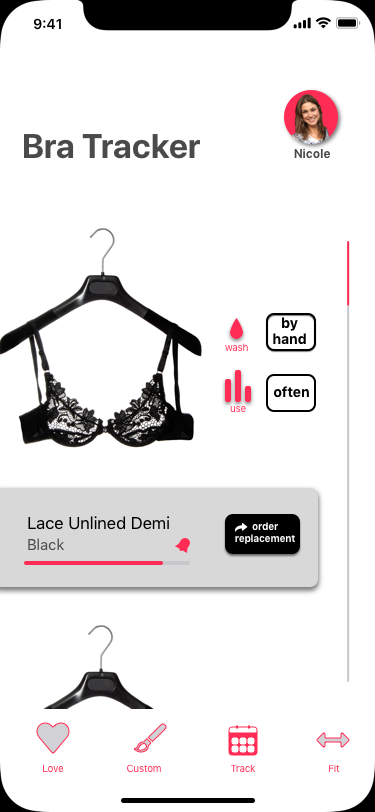 9:41
Bra Tracker
Nicole
wash
by
hand
use
often
Lace Unlined Demi
Black
order
replacement
Love
Custom
Track
Fit